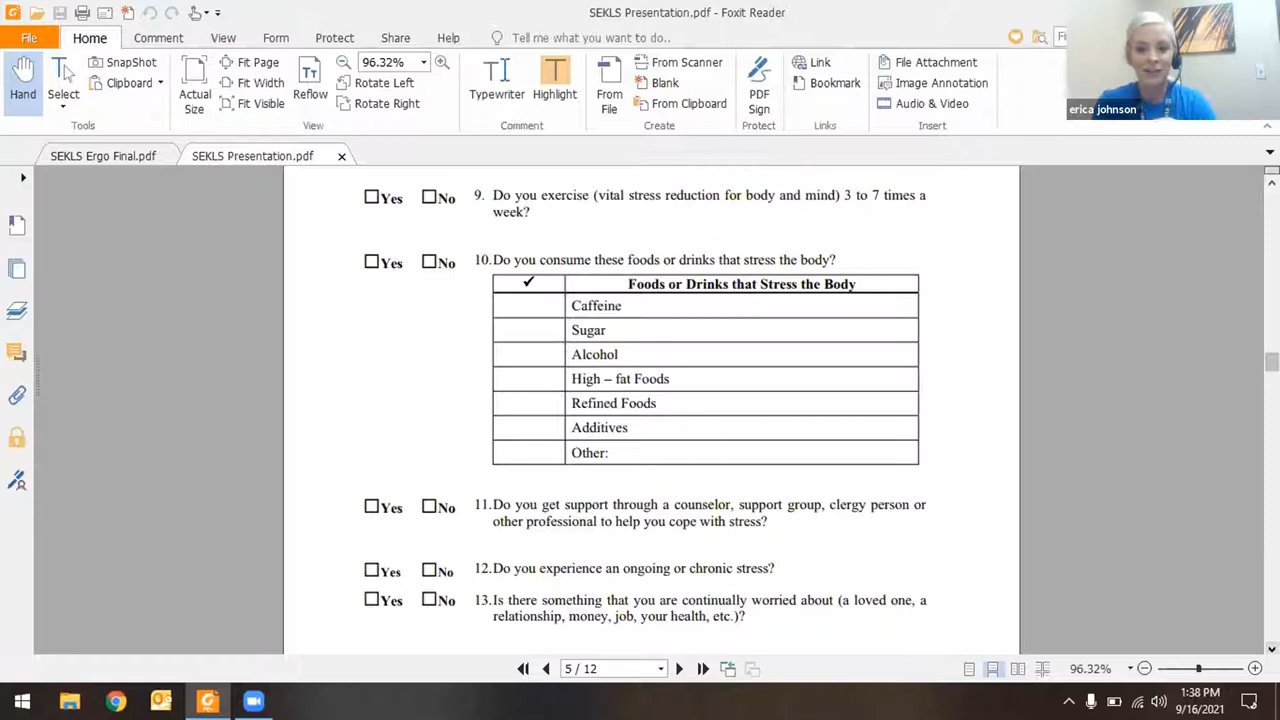 SEKLS Presentation.pdf - Foxit Reader
File Home Comment View Form Protect Share Help Tell me what you want to do..
Hand
Select
SnapShot
Clipboard
Actual Size
Fit Page
Fit Width
Fit Visible
Reflow
96.32%
Rotate Left
Rotate Right
Typewriter
Highlight
From File
From Scanner
Blank
From Clipboard
PDF Sign
Link
Bookmark
File Attachment
Image Annotation
Audio & Video
Tools View Comment Create Protect Links Insert
erica johnson
SEKLS Ergo Final.pdf SEKLS Presentation.pdf
Yes No 9. Do you exercise (vital stress reduction for body and mind) 3 to 7 times a
week?
Yes No 10.Do you consume these foods or drinks that stress the body?
✓ Foods or Drinks that Stress the Body
Caffeine
Sugar
Alcohol
High – fat Foods
Refined Foods
Additives
Other:
Yes No 11.Do you get support through a counselor, support group, clergy person or
other professional to help you cope with stress?
Yes No 12.Do you experience an ongoing or chronic stress?
Yes No 13.Is there something that you are continually worried about (a loved one, a
relationship, money, job, your health, etc.)?
5 / 12
96.32%
1:38 PM
9/16/2021